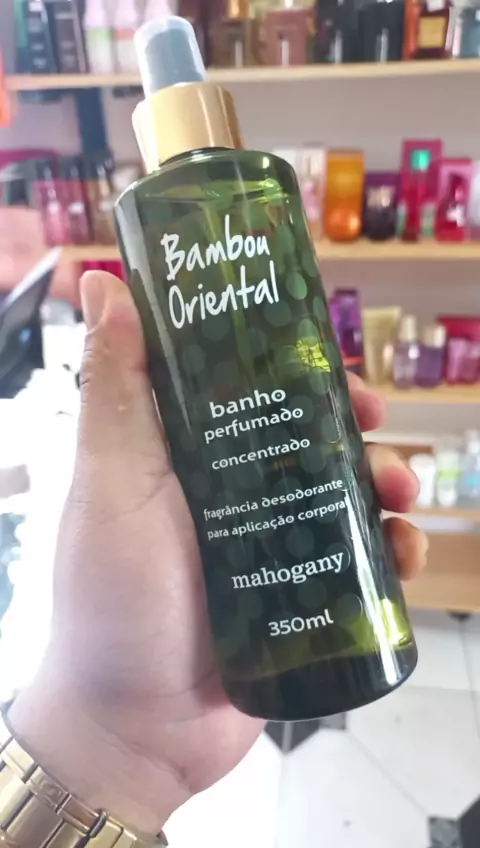 Bambou
Oriental
banho
perfumado
concentrado
fragrância desodorante
para aplicação corporal
mahogany
350ml